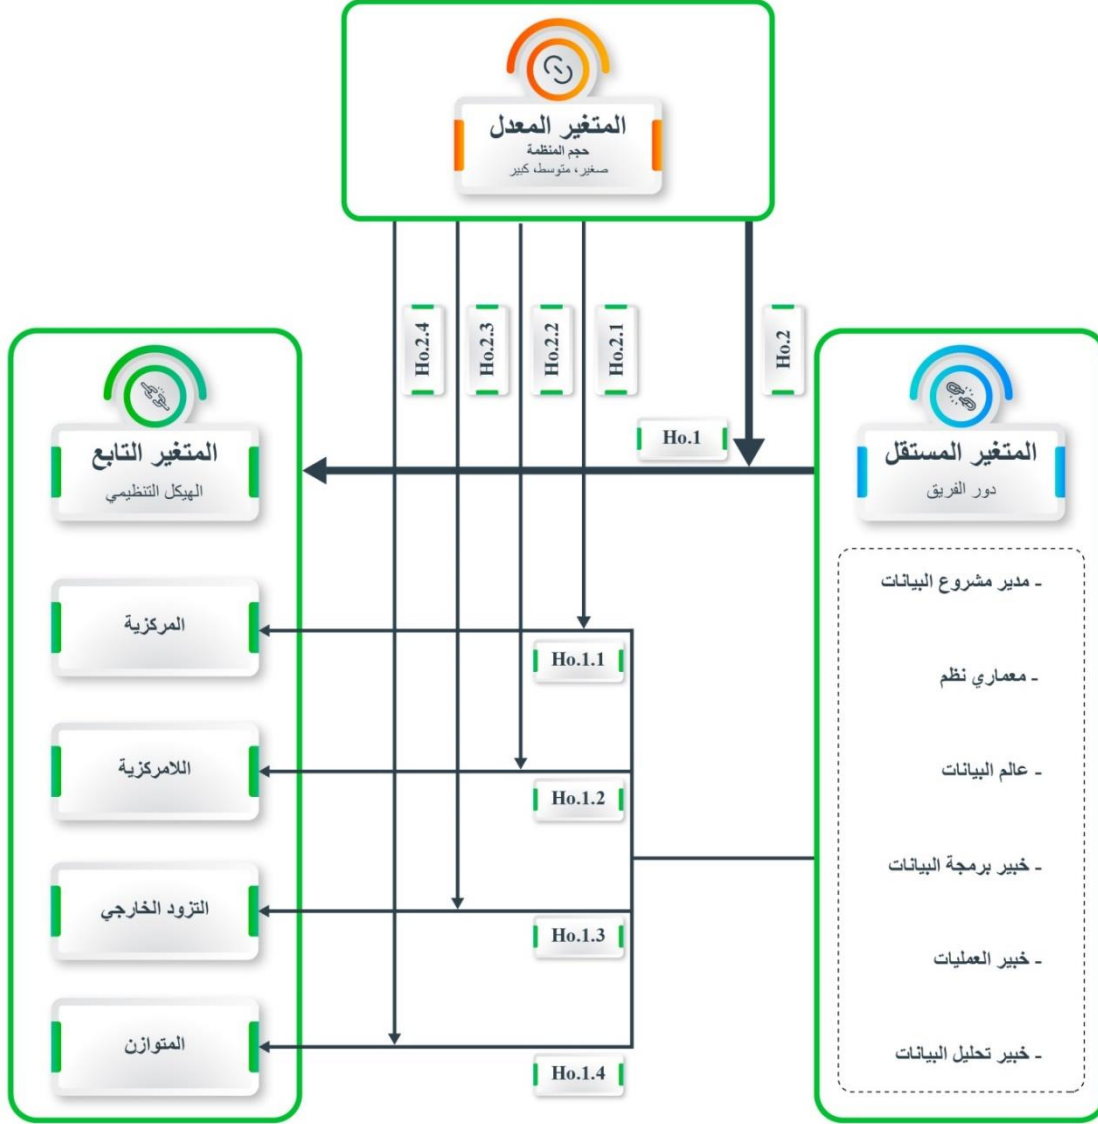 المتغير المعدل
حجم المنظمة
صغير، متوسط، كبير
Ho.2
Ho.2.1
Ho.2.2
Ho.2.3
Ho.2.4
Ho.1
المتغير المستقل
دور الفريق
- مدير مشروع البيانات
- معماري نظم
- عالم البيانات
- خبير برمجة البيانات
- خبير العمليات
- خبير تحليل البيانات
Ho.1.1
Ho.1.2
Ho.1.3
Ho.1.4
المتغير التابع
الهيكل التنظيمي
المركزية
اللامركزية
التزود الخارجي
المتوازن